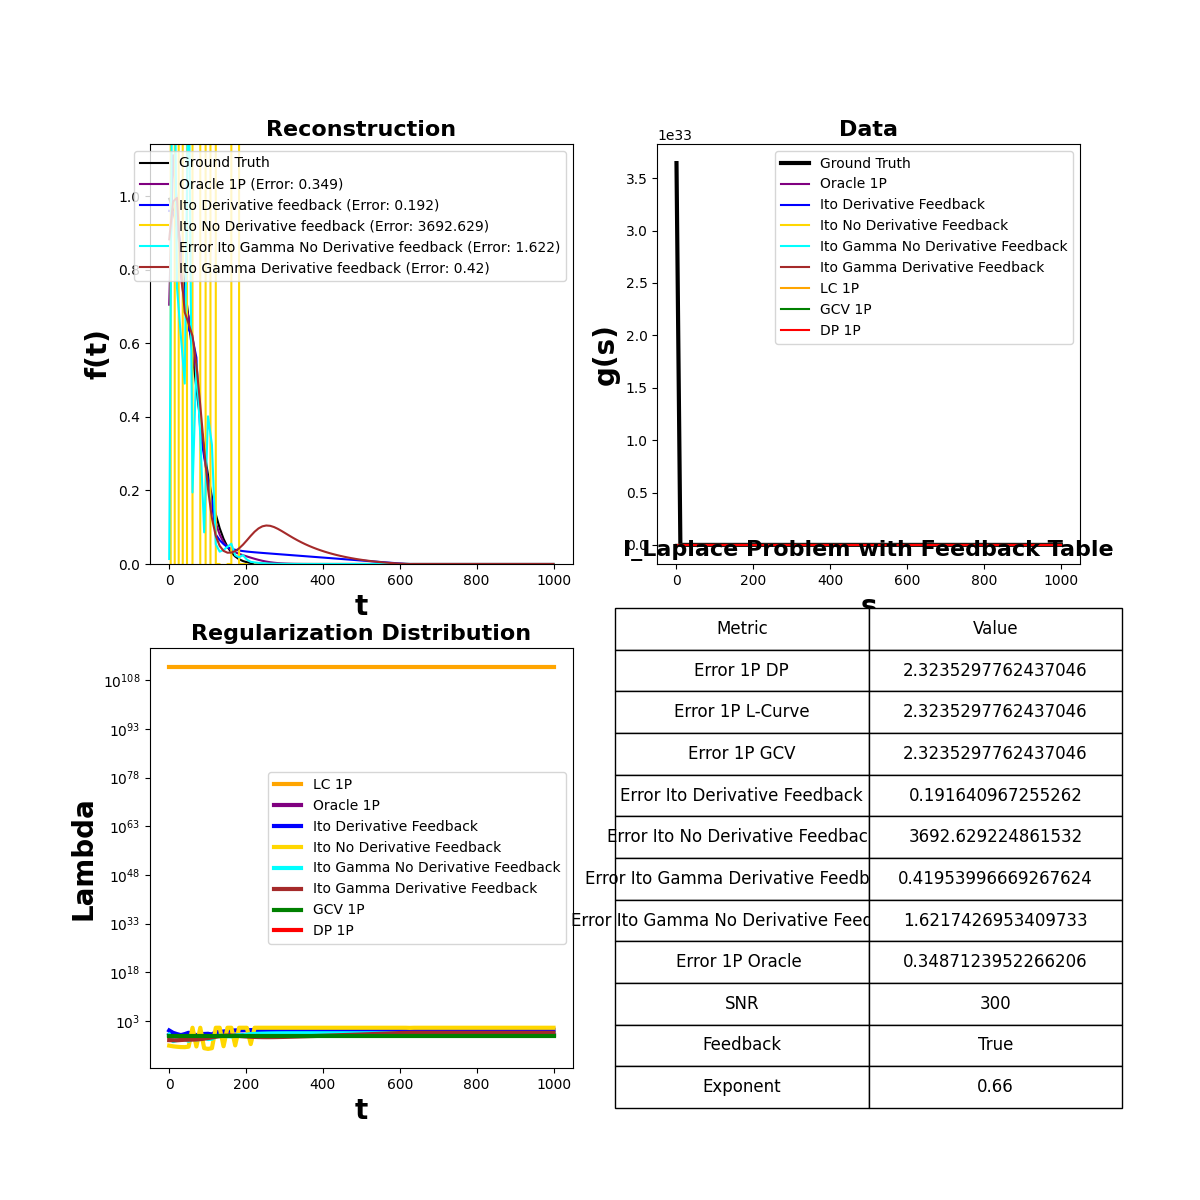 Reconstruction
f(t)
1.0
0.8
0.6
0.4
0.2
0.0
Ground Truth
Oracle 1P (Error: 0.349)
Ito Derivative feedback (Error: 0.192)
Ito No Derivative feedback (Error: 3692.629)
Error Ito Gamma No Derivative feedback (Error: 1.622)
Ito Gamma Derivative feedback (Error: 0.42)
0 200 400 600 800 1000
t
Data
1e33
g(s)
3.5
3.0
2.5
2.0
1.5
1.0
0.5
0.0
Ground Truth
Oracle 1P
Ito Derivative Feedback
Ito No Derivative Feedback
Ito Gamma No Derivative Feedback
Ito Gamma Derivative Feedback
LC 1P
GCV 1P
DP 1P
0 200 400 600 800 1000
s
Regularization Distribution
Lambda
10^108
10^93
10^78
10^63
10^48
10^33
10^18
10^3
LC 1P
Oracle 1P
Ito Derivative Feedback
Ito No Derivative Feedback
Ito Gamma No Derivative Feedback
Ito Gamma Derivative Feedback
GCV 1P
DP 1P
0 200 400 600 800 1000
t
_Laplace Problem with Feedback Table
Metric Value
Error 1P DP 2.3235297762437046
Error 1P L-Curve 2.3235297762437046
Error 1P GCV 2.3235297762437046
Error Ito Derivative Feedback 0.191640967255262
Error Ito No Derivative Feedbac 3692.629224861532
Error Ito Gamma Derivative Feedb 0.41953996669267624
Error Ito Gamma No Derivative Feed 1.6217426953409733
Error 1P Oracle 0.3487123952266206
SNR 300
Feedback True
Exponent 0.66